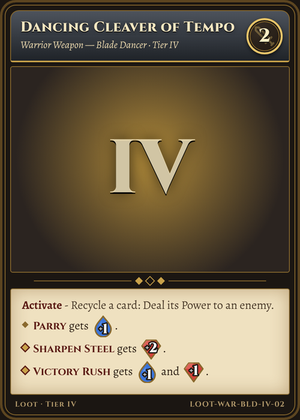 Dancing Cleaver of Tempo
Warrior Weapon — Blade Dancer · Tier IV
2
IV
Activate - Recycle a card: Deal its Power to an enemy.
Parry gets +1 .
Sharpen Steel gets +2 .
Victory Rush gets +1 and +1 .
Loot · Tier IV
LOOT-WAR-BLD-IV-02